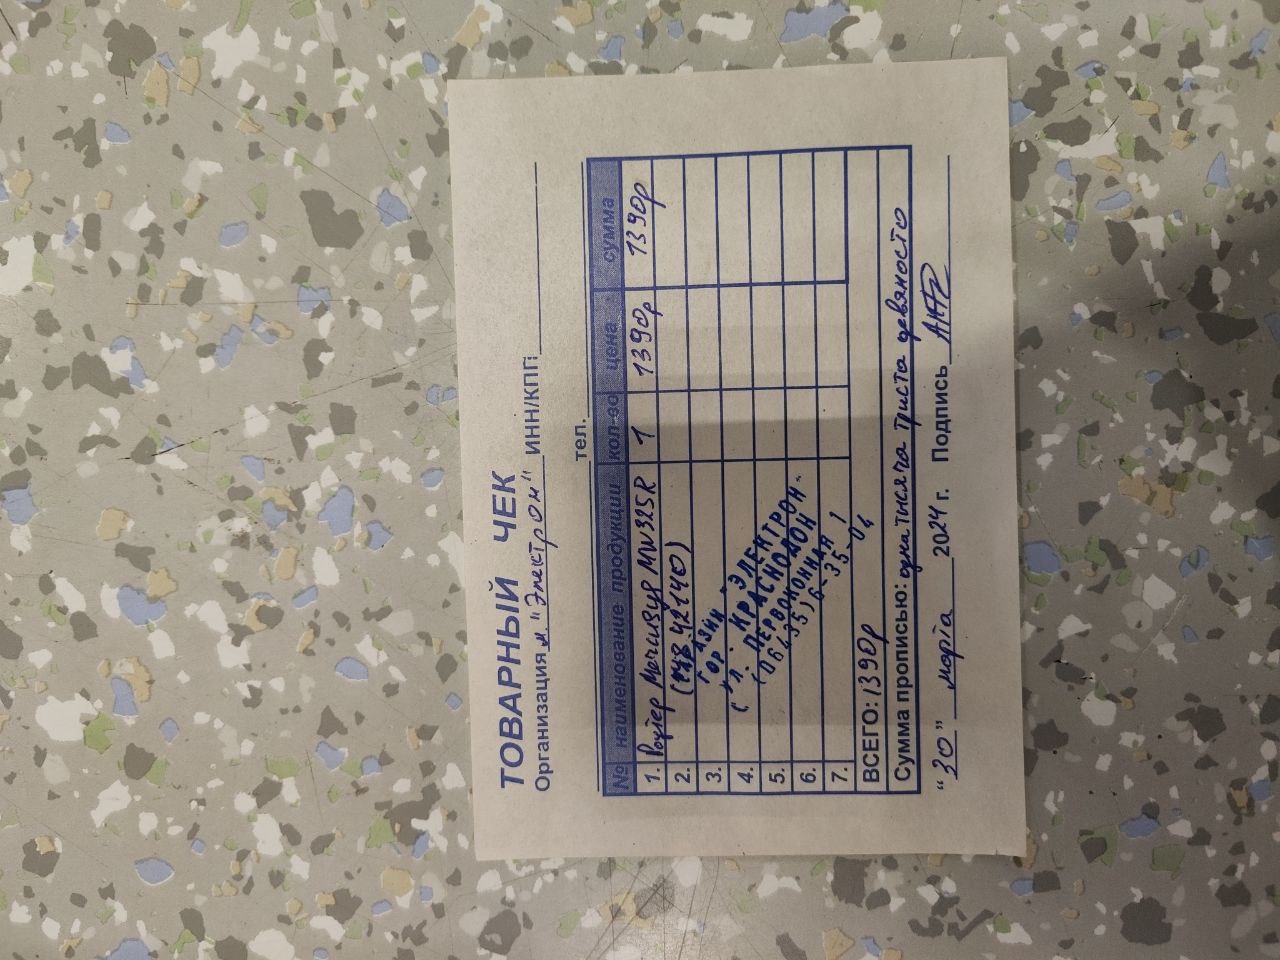 ТОВАРНЫЙ ЧЕК
Организация м. "Электрон" ИНН/КПП
тел.
№ наименование продукции кол-во цена сумма
1. Роутер Mercusys MW325R 1 1390р 1390р
2. (42140)
3.
4.
5.
6.
7.
МАГАЗИН "ЭЛЕКТРОН"
ГОР. КРАСНОДОН
УЛ. ПЕРВОКОННАЯ 1
(06435) 6-35-04
ВСЕГО: 1390р
Сумма прописью: одна тысяча триста девяносто
"30" марта 2024 г. Подпись